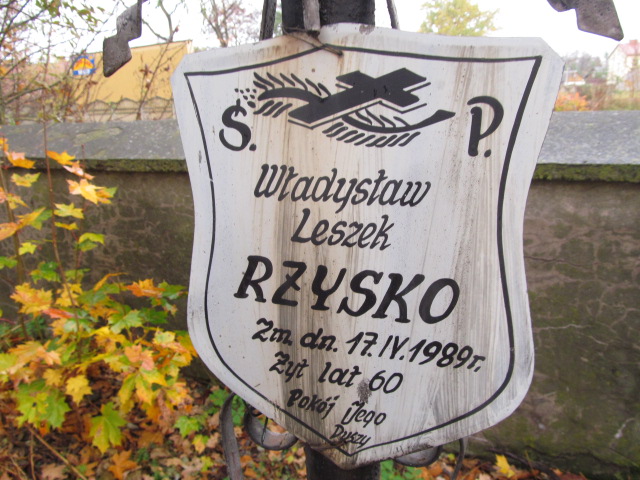 Ś. P.
Władysław
Leszek
RZYSKO
Zm. dn. 17.IV.1989r.
Żył lat 60
Pokój Jego
Duszy